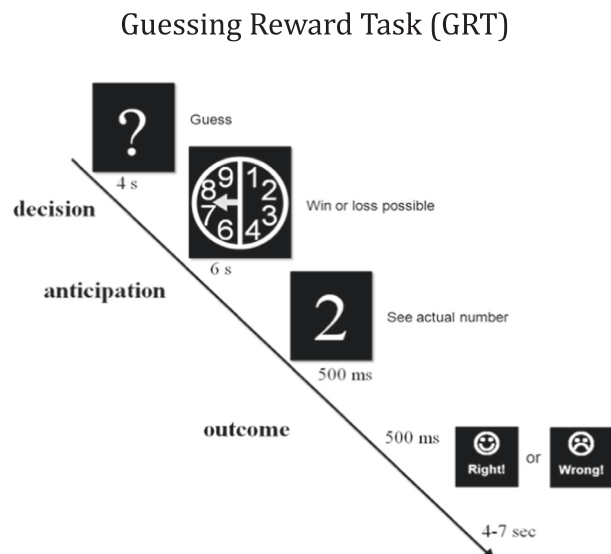 Guessing Reward Task (GRT)
?
Guess
4 s
decision
9 1
8 2
7 3
6 4
Win or loss possible
6 s
anticipation
2
See actual number
500 ms
outcome
500 ms
Right!
or
Wrong!
4-7 sec